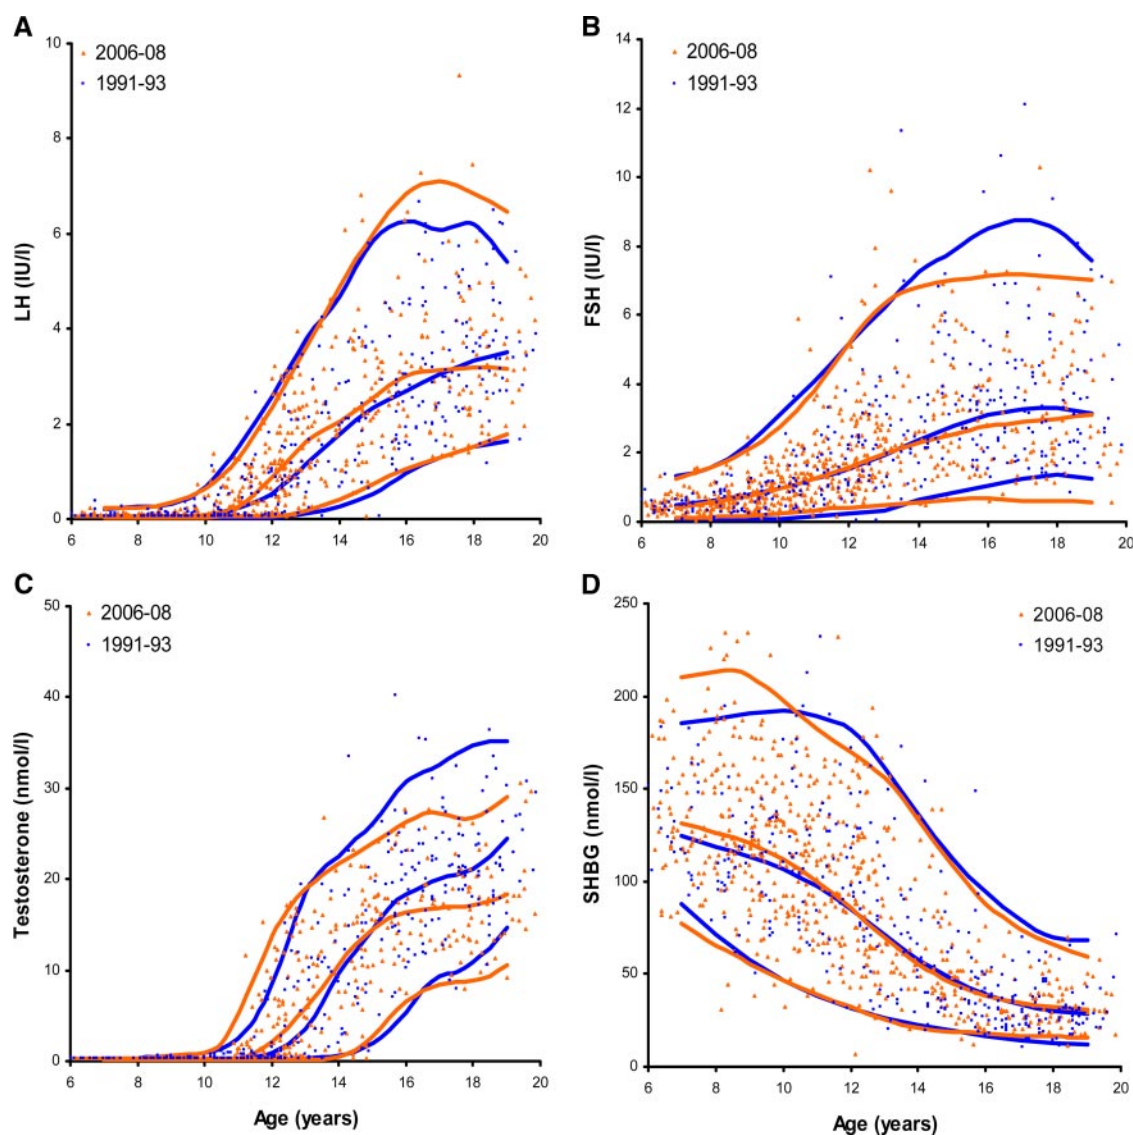 A
2006-08
1991-93
10
8
6
4
2
0
LH (IU/l)
6 8 10 12 14 16 18 20
B
2006-08
1991-93
14
12
10
8
6
4
2
0
FSH (IU/l)
6 8 10 12 14 16 18 20
C
2006-08
1991-93
50
40
30
20
10
0
Testosterone (nmol/l)
6 8 10 12 14 16 18 20
Age (years)
D
2006-08
1991-93
250
200
150
100
50
0
SHBG (nmol/l)
6 8 10 12 14 16 18 20
Age (years)